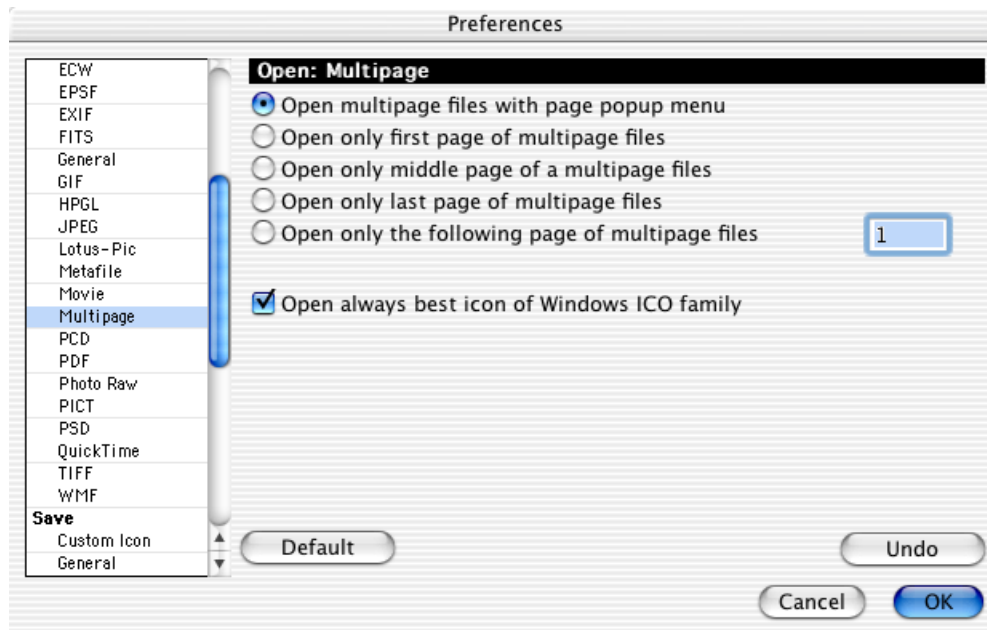 Preferences
ECW
EPSF
EXIF
FITS
General
GIF
HPGL
JPEG
Lotus-Pic
Metafile
Movie
Multipage
PCD
PDF
Photo Raw
PICT
PSD
QuickTime
TIFF
WMF
Save
Custom Icon
General
Open: Multipage
Open multipage files with page popup menu
Open only first page of multipage files
Open only middle page of a multipage files
Open only last page of multipage files
Open only the following page of multipage files 1
Open always best icon of Windows ICO family
Default Undo
Cancel OK